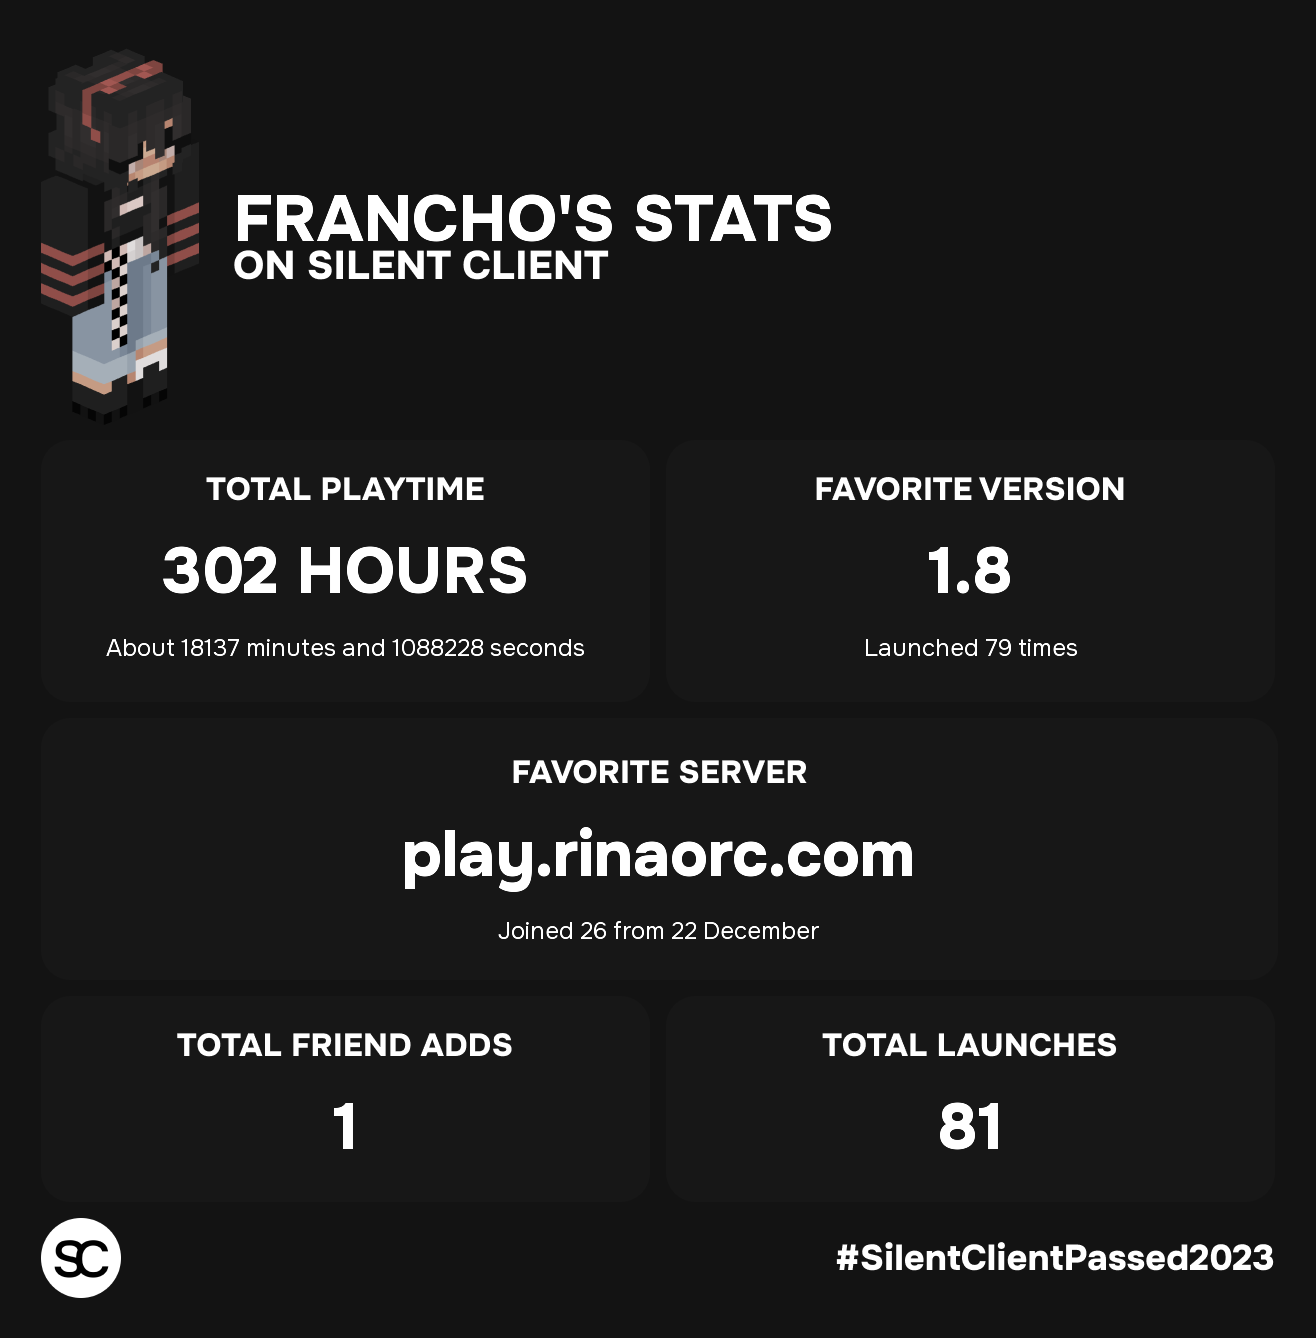 FRANCHO'S STATS
ON SILENT CLIENT
TOTAL PLAYTIME
302 HOURS
About 18137 minutes and 1088228 seconds
FAVORITE VERSION
1.8
Launched 79 times
FAVORITE SERVER
play.rinaorc.com
Joined 26 from 22 December
TOTAL FRIEND ADDS
1
TOTAL LAUNCHES
81
SC
#SilentClientPassed2023